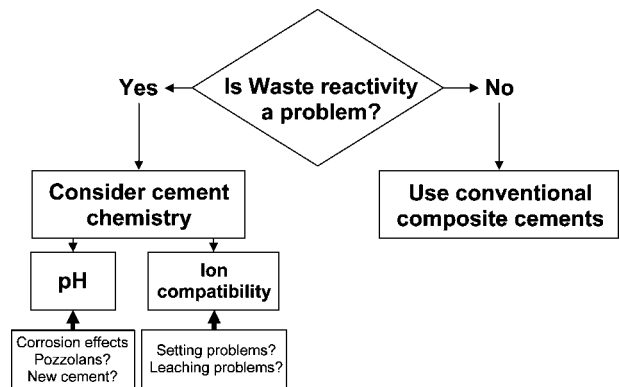 Is Waste reactivity
a problem?
Yes
No
Consider cement
chemistry
Use conventional
composite cements
pH
Ion
compatibility
Corrosion effects
Pozzolans?
New cement?
Setting problems?
Leaching problems?